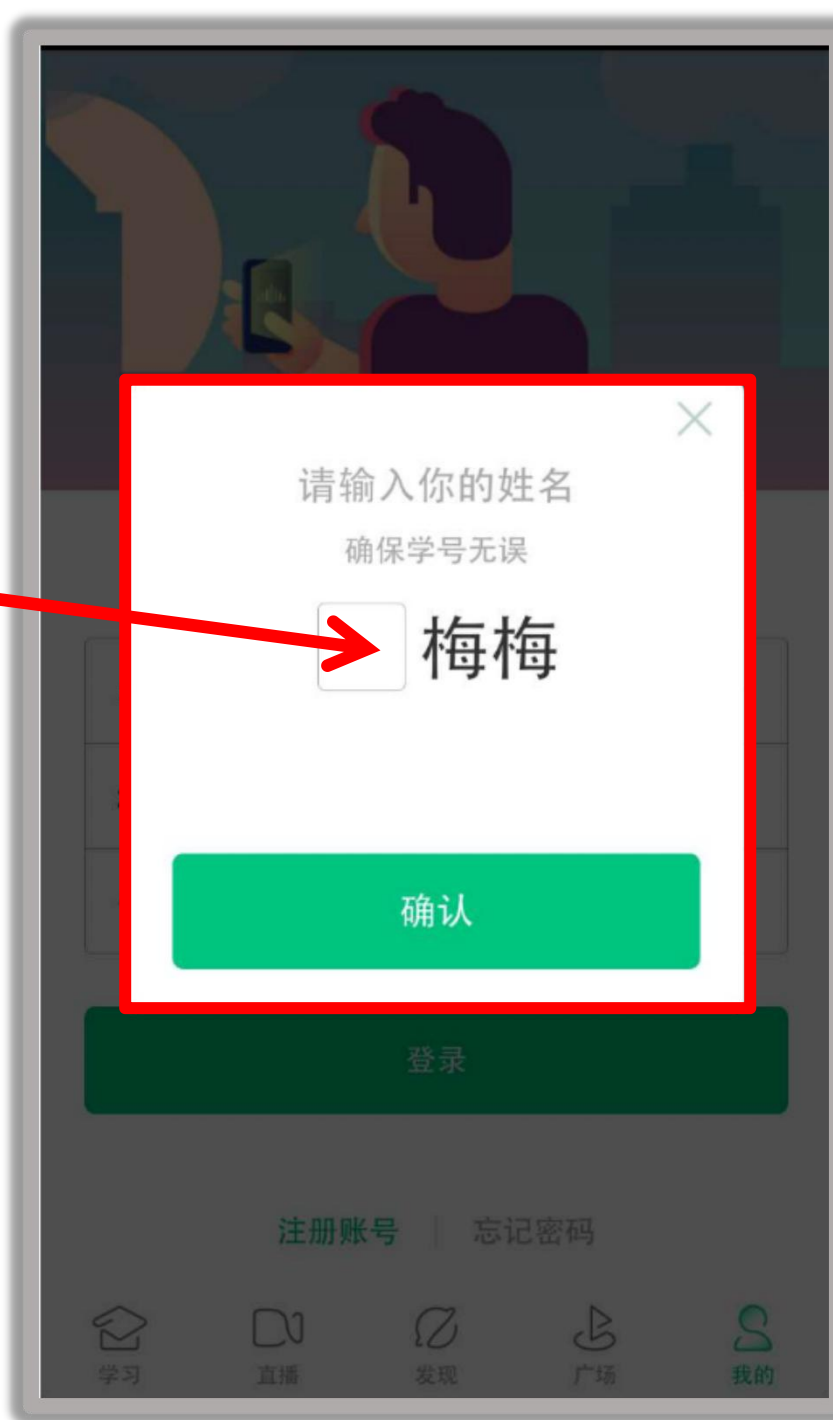 请输入你的姓名
确保学号无误
梅梅
确认
登录
注册账号 | 忘记密码
学习 直播 发现 广场 我的